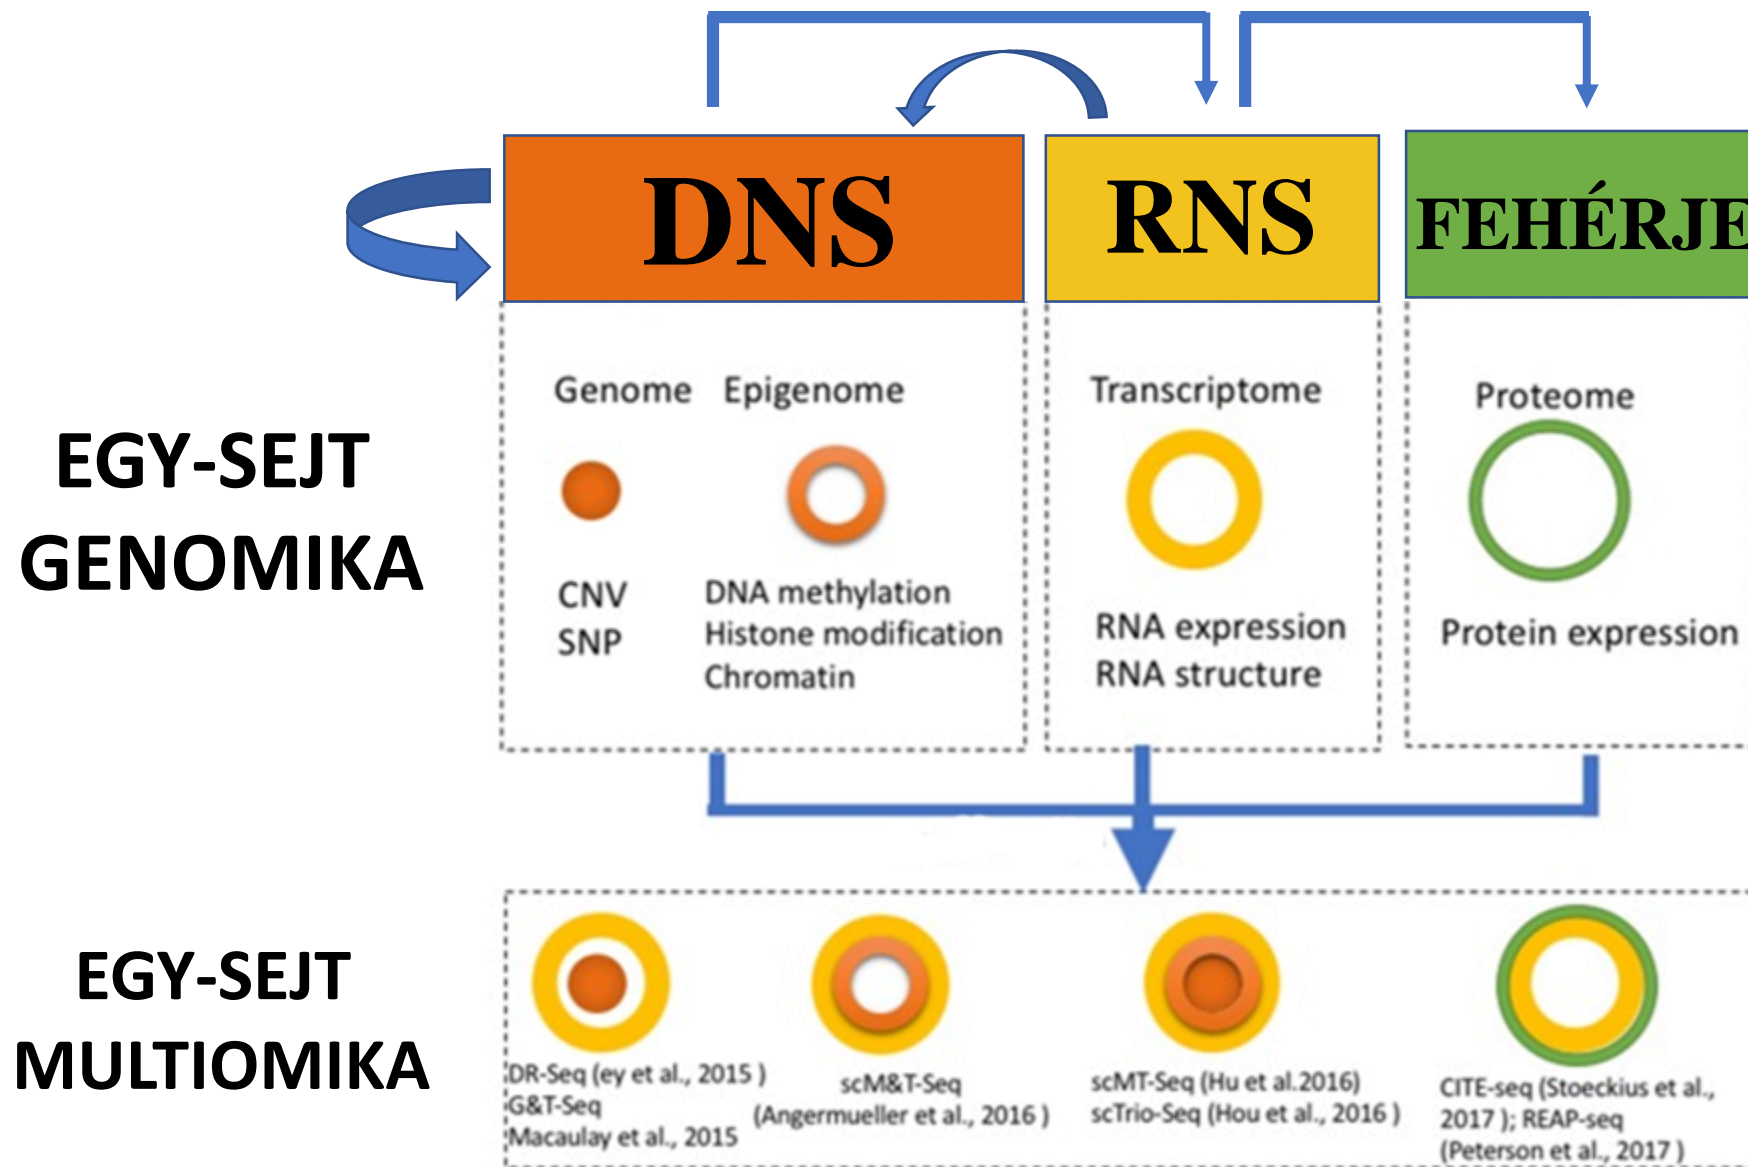 DNS
RNS
FEHÉRJE
EGY-SEJT
GENOMIKA
Genome
Epigenome
Transcriptome
Proteome
CNV
SNP
DNA methylation
Histone modification
Chromatin
RNA expression
RNA structure
Protein expression
EGY-SEJT
MULTIOMIKA
DR-Seq (ey et al., 2015 )
G&T-Seq
Macaulay et al., 2015
scM&T-Seq
(Angermueller et al., 2016 )
scMT-Seq (Hu et al.2016)
scTrio-Seq (Hou et al., 2016 )
CITE-seq (Stoeckius et al.,
2017 ); REAP-seq
(Peterson et al., 2017 )